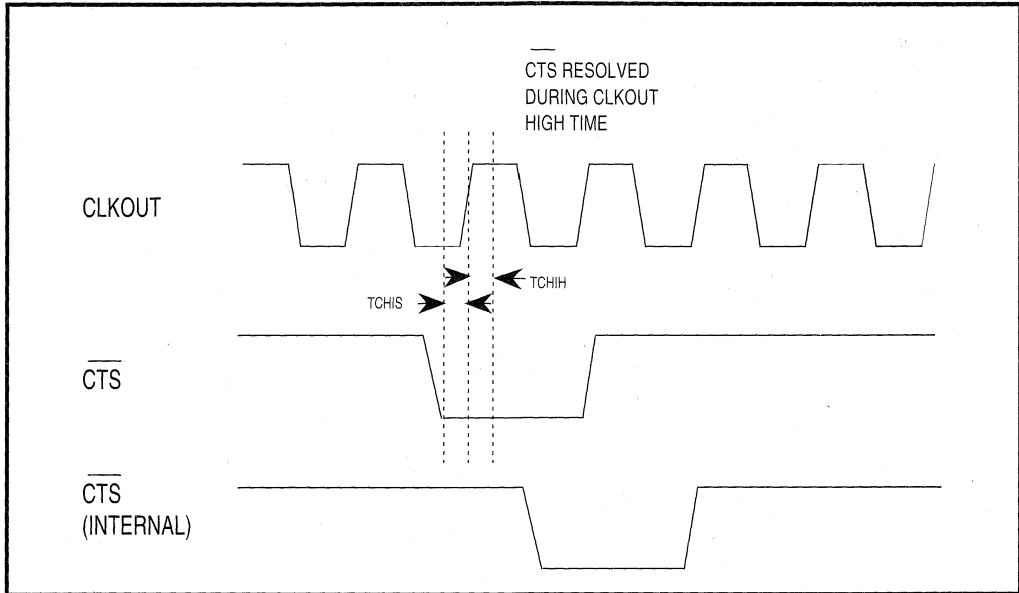 CTS RESOLVED
DURING CLKOUT
HIGH TIME
CLKOUT
TCHIH
TCHIS
CTS
CTS
(INTERNAL)